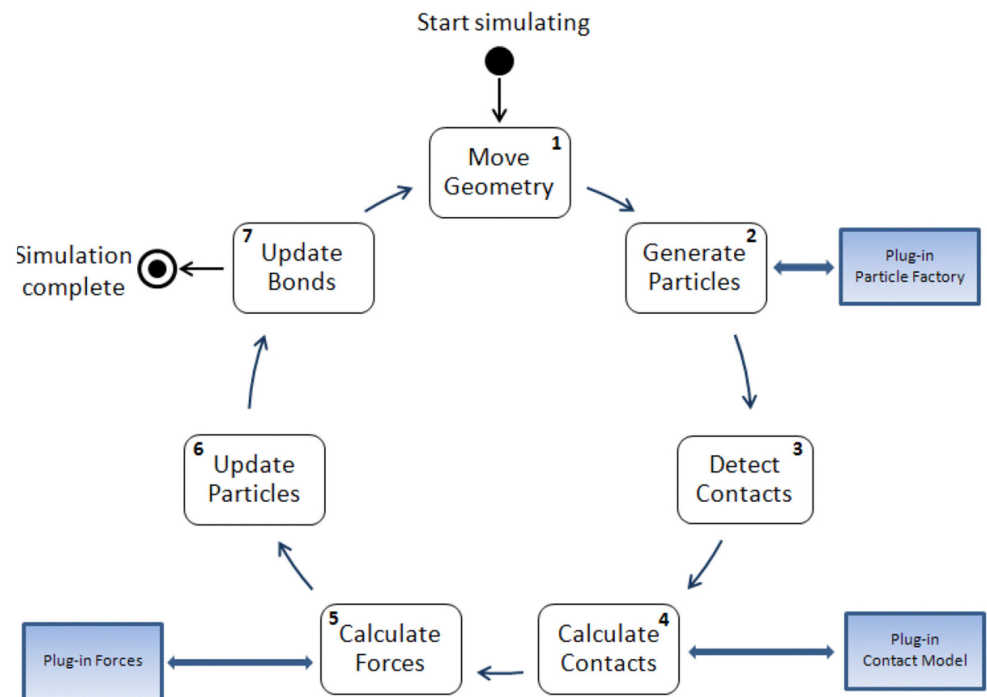 Start simulating
1
Move
Geometry
2
Generate
Particles
Plug-in
Particle Factory
3
Detect
Contacts
4
Calculate
Contacts
Plug-in
Contact Model
5
Calculate
Forces
Plug-in Forces
6
Update
Particles
7
Update
Bonds
Simulation
complete